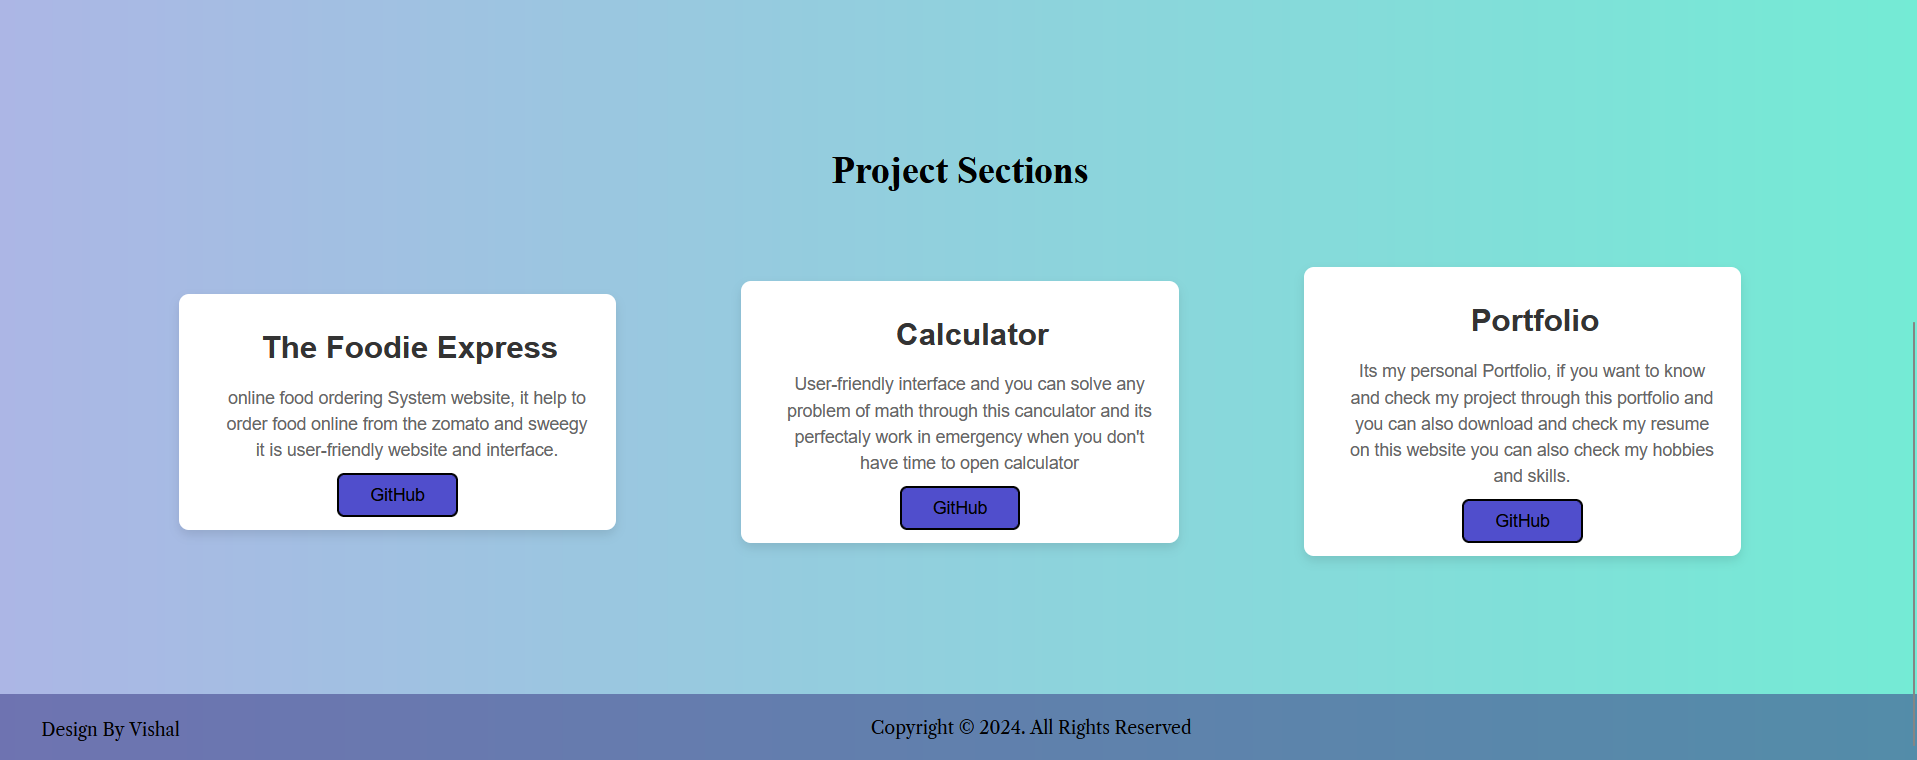 Project Sections
The Foodie Express
online food ordering System website, it help to
order food online from the zomato and sweegy
it is user-friendly website and interface.
GitHub
Calculator
User-friendly interface and you can solve any
problem of math through this canculator and its
perfectaly work in emergency when you don't
have time to open calculator
GitHub
Portfolio
Its my personal Portfolio, if you want to know
and check my project through this portfolio and
you can also download and check my resume
on this website you can also check my hobbies
and skills.
GitHub
Design By Vishal
Copyright © 2024. All Rights Reserved